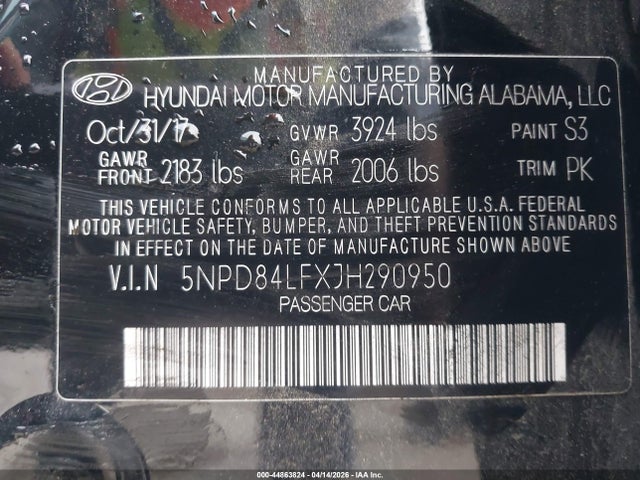 MANUFACTURED BY
HYUNDAI MOTOR MANUFACTURING ALABAMA, LLC
Oct/31/17 GVWR 3924 lbs PAINT S3
GAWR FRONT 2183 lbs GAWR REAR 2006 lbs TRIM PK
THIS VEHICLE CONFORMS TO ALL APPLICABLE U.S.A. FEDERAL
MOTOR VEHICLE SAFETY, BUMPER, AND THEFT PREVENTION STANDARDS
IN EFFECT ON THE DATE OF MANUFACTURE SHOWN ABOVE
V.I.N 5NPD84LFXJH290950
PASSENGER CAR
000-44863824 - 04/14/2026 - IAA Inc.